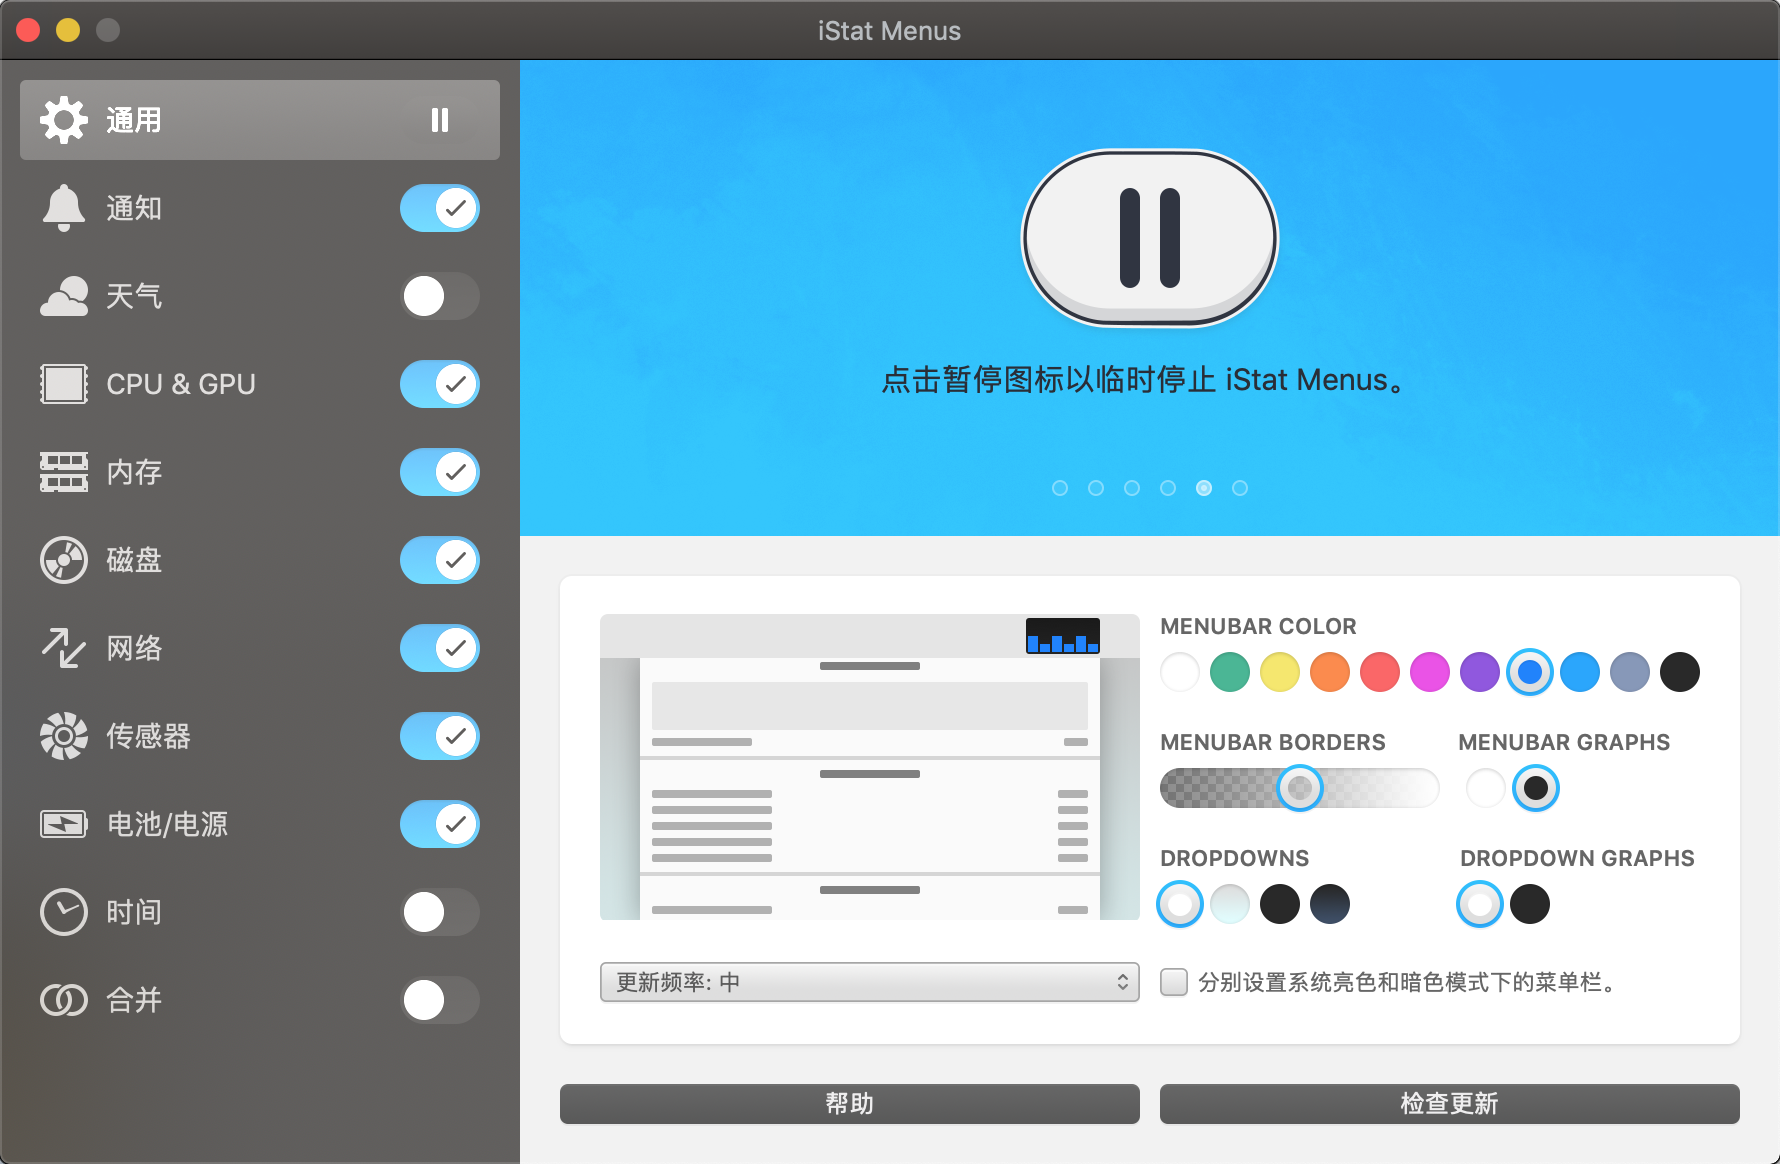 iStat Menus
通用
通知
天气
CPU & GPU
内存
磁盘
网络
传感器
电池/电源
时间
合并
点击暂停图标以临时停止 iStat Menus。
MENUBAR COLOR
MENUBAR BORDERS
MENUBAR GRAPHS
DROPDOWNS
DROPDOWN GRAPHS
更新频率: 中
分别设置系统亮色和暗色模式下的菜单栏。
帮助
检查更新